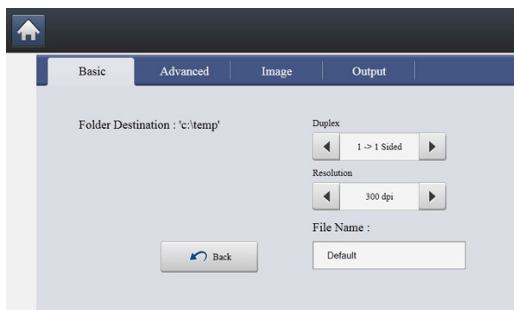 Basic Advanced Image Output
Folder Destination : 'c:\temp'
Duplex
1 -> 1 Sided
Resolution
300 dpi
File Name :
Back
Default